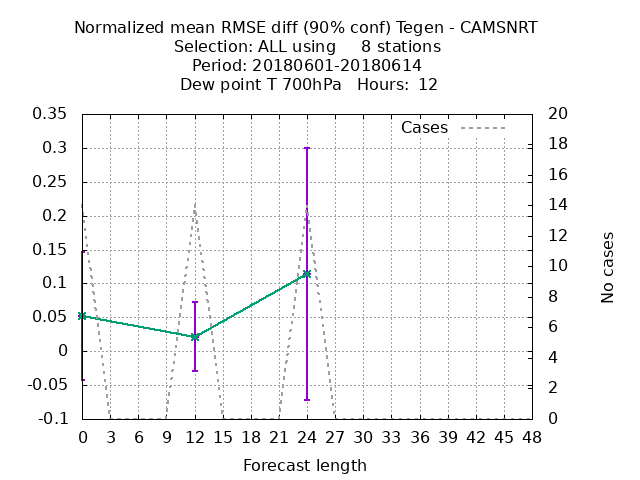 Normalized mean RMSE diff (90% conf) Tegen - CAMSNRT
Selection: ALL using     8 stations
Period: 20180601-20180614
Dew point T 700hPa   Hours:  12
0.35
0.3
0.25
0.2
0.15
0.1
0.05
0
-0.05
-0.1
Cases
20
18
16
14
12
10
8
6
4
2
0
No cases
0 3 6 9 12 15 18 21 24 27 30 33 36 39 42 45 48
Forecast length